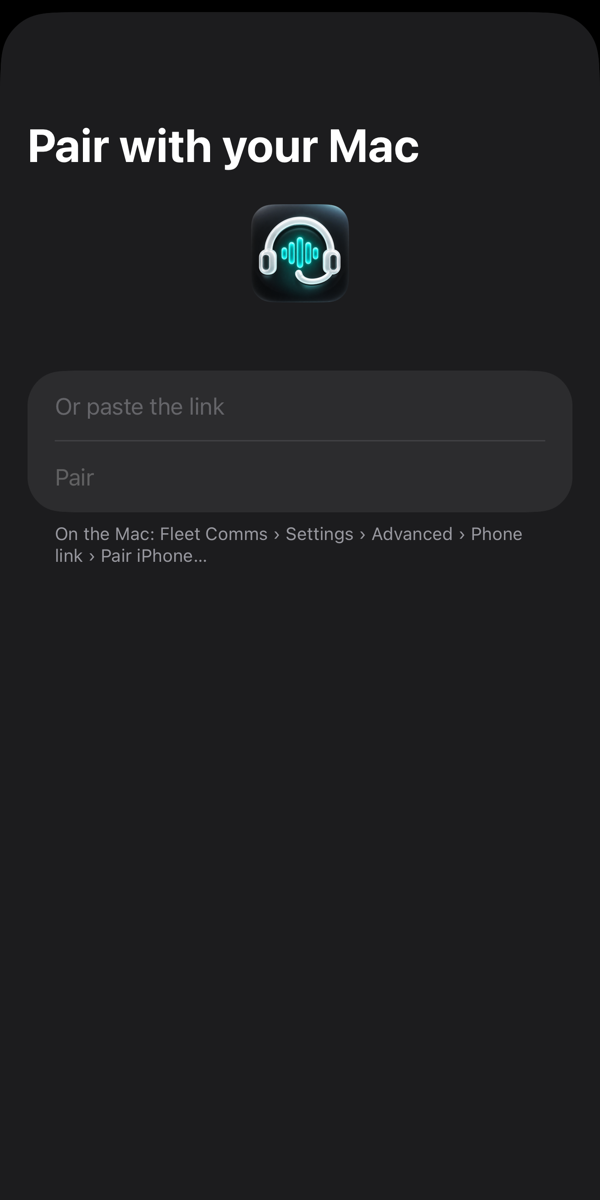 Pair with your Mac
Or paste the link
Pair
On the Mac: Fleet Comms › Settings › Advanced › Phone
link › Pair iPhone...